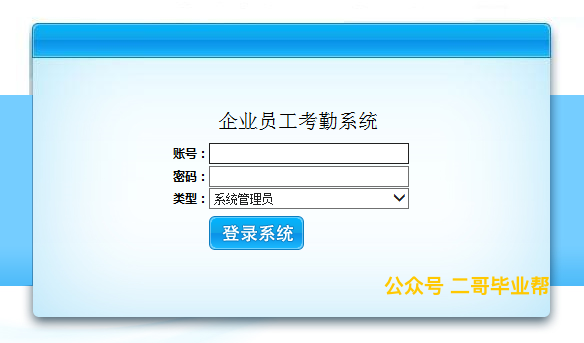 企业员工考勤系统
账号：
密码：
类型： 系统管理员
登录系统
公众号 二哥毕业帮